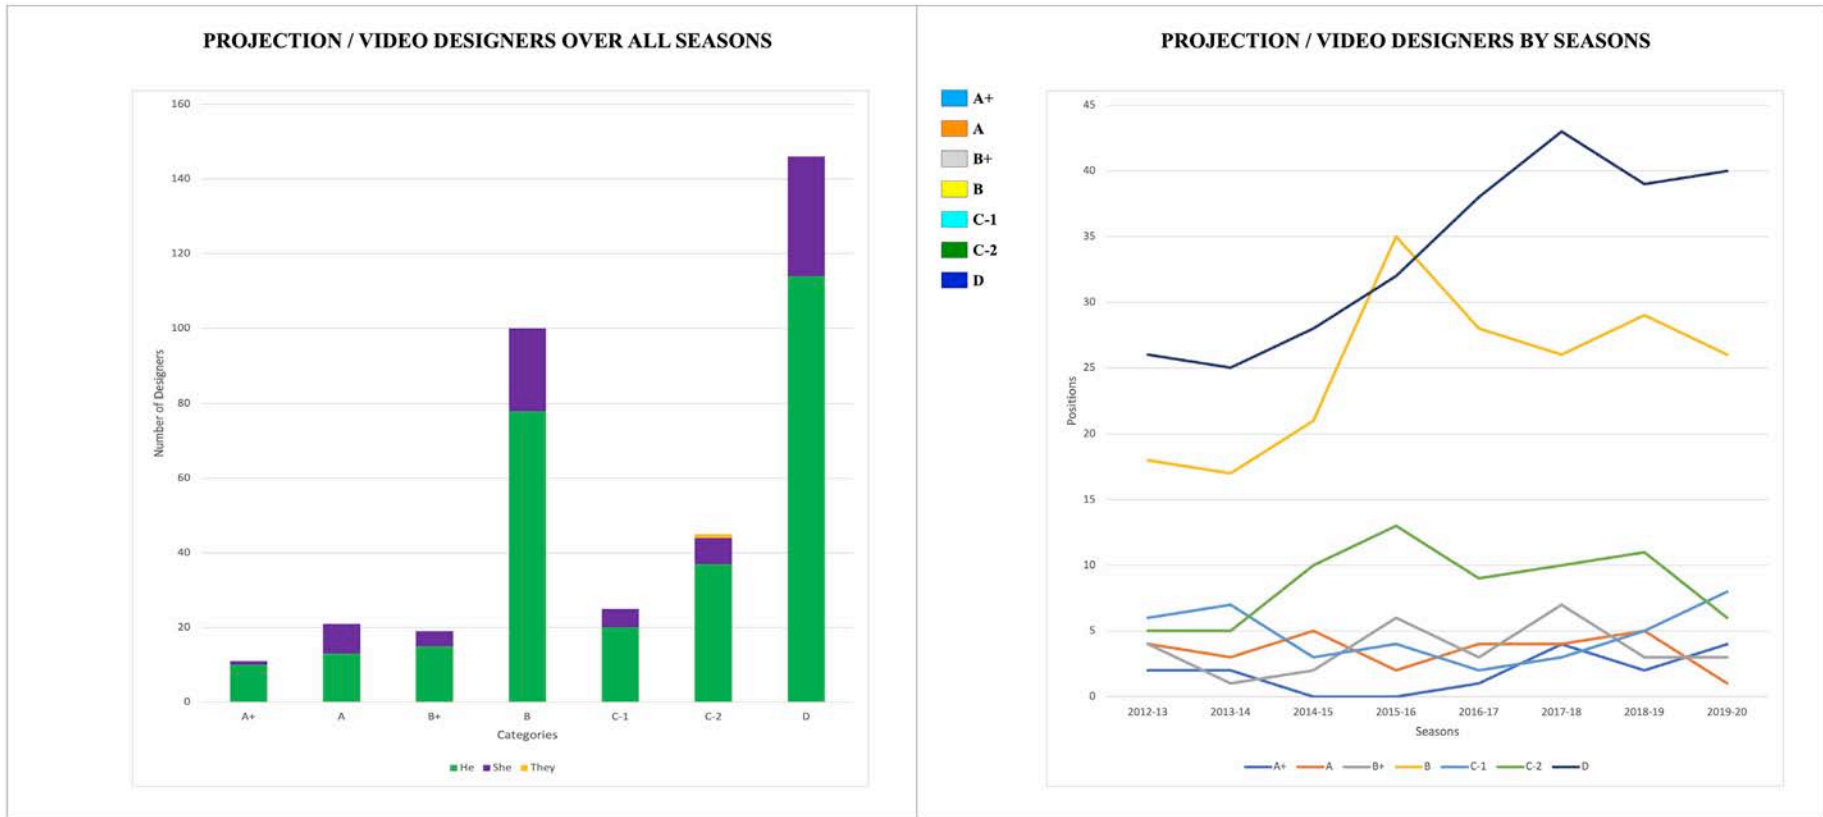 PROJECTION / VIDEO DESIGNERS OVER ALL SEASONS
160
140
120
100
80
60
40
20
0
Number of Designers
A+ A B+ B C-1 C-2 D
Categories
He She They
PROJECTION / VIDEO DESIGNERS BY SEASONS
A+
A
B+
B
C-1
C-2
D
45
40
35
30
25
20
15
10
5
0
Positions
2012-13 2013-14 2014-15 2015-16 2016-17 2017-18 2018-19 2019-20
Seasons
A+ A B+ B C-1 C-2 D